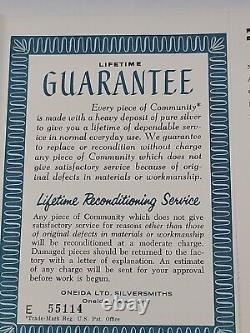 LIFETIME
GUARANTEE
Every piece of Community*
is made with a heavy deposit of pure silver
to give you a lifetime of dependable serv-
ice in normal everyday use. We guarantee
to replace or recondition without charge
any piece of Community which does not
give satisfactory service because of orig-
inal defects in materials or workmanship.
Lifetime Reconditioning Service
Any piece of Community which does not give
satisfactory service for reasons other than those
of original defects in materials or workmanship
will be reconditioned at a moderate charge.
Damaged pieces should be returned to the
factory to be put in order. An estimate
of any charge will be sent for your approval
before work is begun.
ONEIDA LTD. SILVERSMITHS
E 55114
*Trade-Mark Reg. U.S. Pat. Office